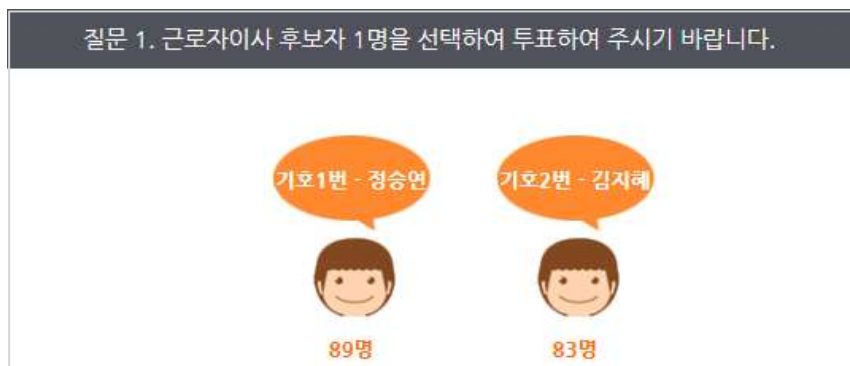 질문 1. 근로자이사 후보자 1명을 선택하여 투표하여 주시기 바랍니다.
기호1번 - 정승연
기호2번 - 김지혜
89명
83명